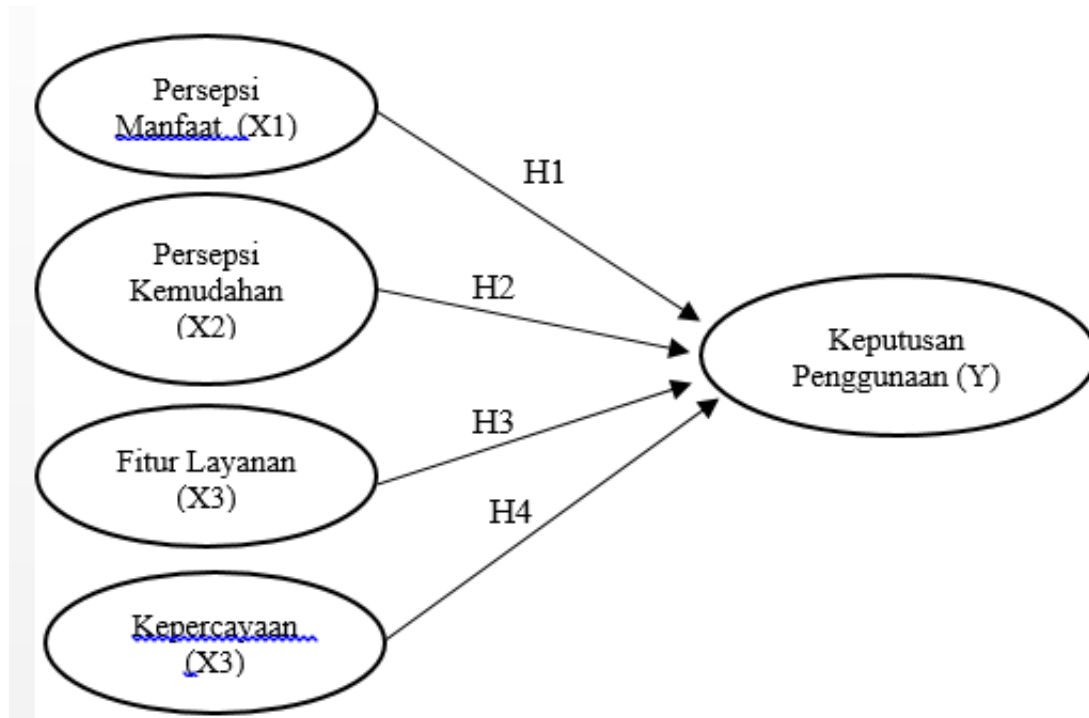 Persepsi
Manfaat (X1)
H1
Persepsi
Kemudahan
(X2)
H2
Keputusan
Penggunaan (Y)
Fitur Layanan
(X3)
H3
H4
Kepercayaan
(X3)